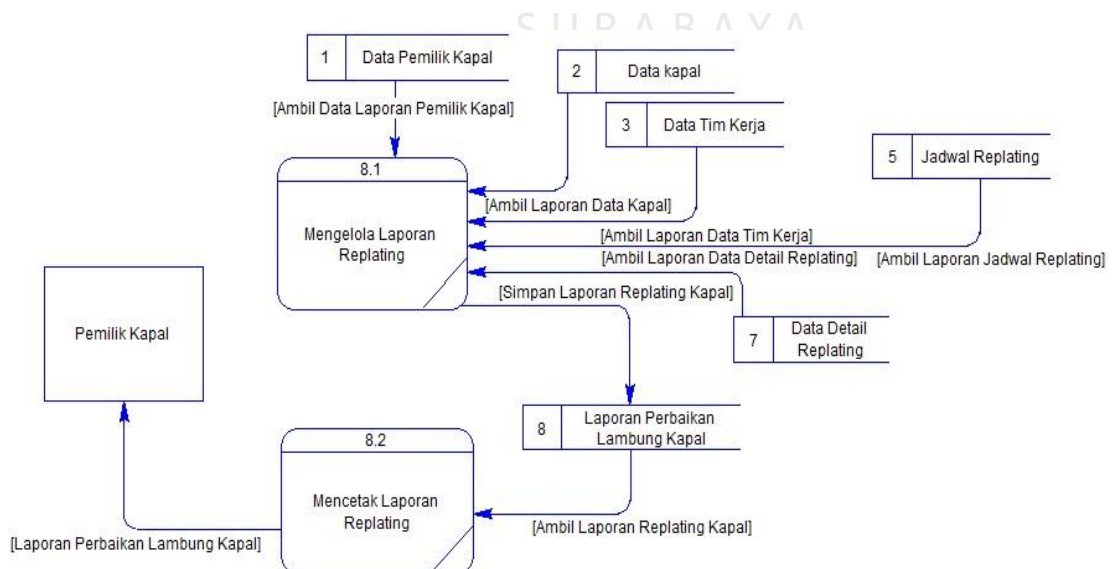 SURABAYA
1 Data Pemilik Kapal
2 Data kapal
[Ambil Data Laporan Pemilik Kapal]
3 Data Tim Kerja
5 Jadwal Replating
8.1
Mengelola Laporan
Replating
[Ambil Laporan Data Kapal]
[Ambil Laporan Data Tim Kerja]
[Ambil Laporan Data Detail Replating]
[Ambil Laporan Jadwal Replating]
[Simpan Laporan Replating Kapal]
7 Data Detail
Replating
Pemilik Kapal
8 Laporan Perbaikan
Lambung Kapal
8.2
Mencetak Laporan
Replating
[Ambil Laporan Replating Kapal]
[Laporan Perbaikan Lambung Kapal]